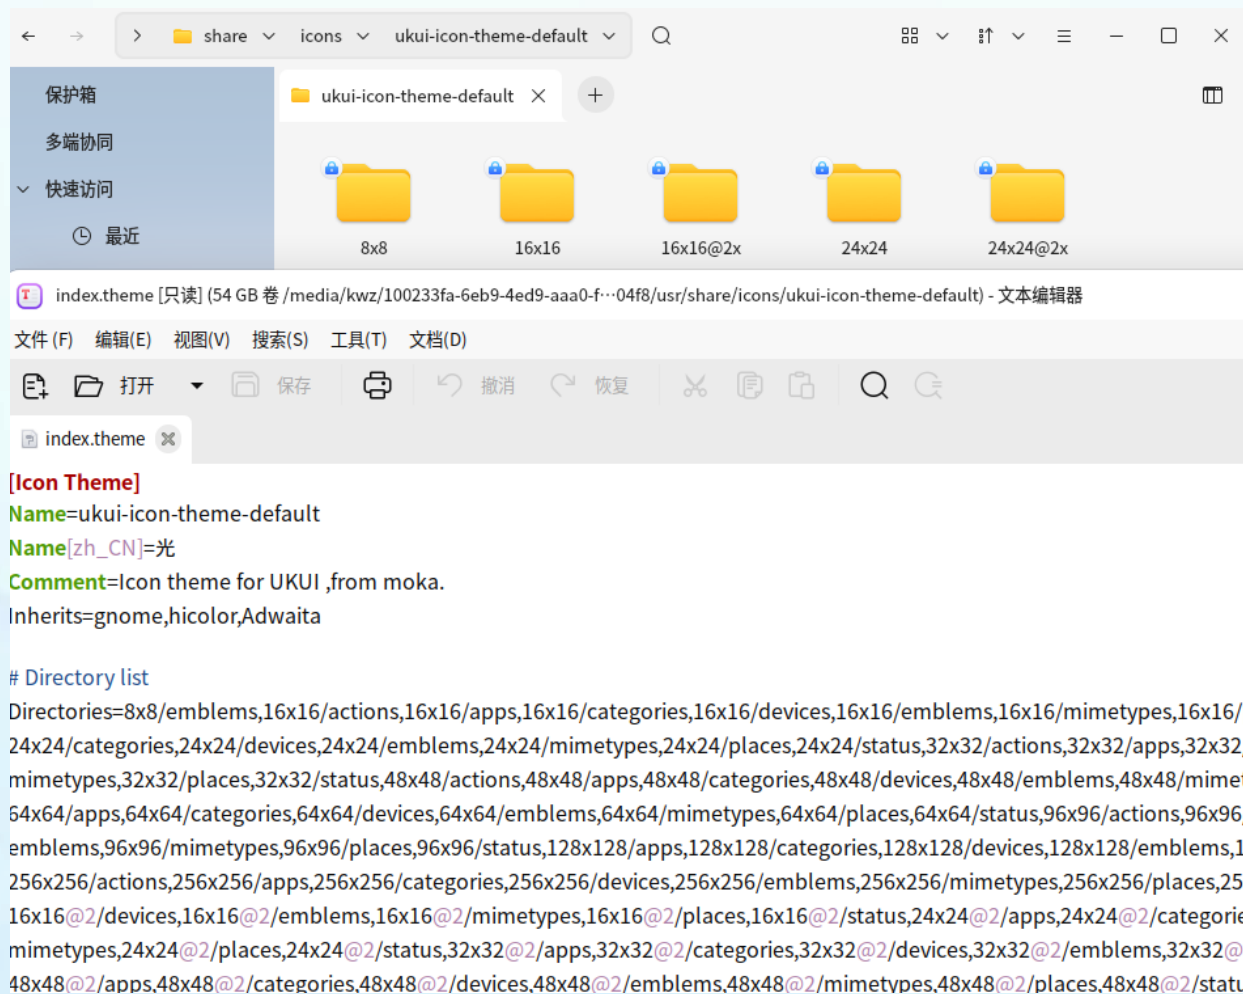 share icons ukui-icon-theme-default
保护箱
ukui-icon-theme-default
多端协同
快速访问
最近
8x8 16x16 16x16@2x 24x24 24x24@2x
index.theme [只读] (54 GB 卷 /media/kwz/100233fa-6eb9-4ed9-aaa0-f···04f8/usr/share/icons/ukui-icon-theme-default) - 文本编辑器
文件 (F) 编辑(E) 视图(V) 搜索(S) 工具(T) 文档(D)
打开 保存 撤消 恢复
index.theme
[Icon Theme]
Name=ukui-icon-theme-default
Name[zh_CN]=光
Comment=Icon theme for UKUI ,from moka.
Inherits=gnome,hicolor,Adwaita
# Directory list
Directories=8x8/emblems,16x16/actions,16x16/apps,16x16/categories,16x16/devices,16x16/emblems,16x16/mimetypes,16x16/
24x24/categories,24x24/devices,24x24/emblems,24x24/mimetypes,24x24/places,24x24/status,32x32/actions,32x32/apps,32x32/
mimetypes,32x32/places,32x32/status,48x48/actions,48x48/apps,48x48/categories,48x48/devices,48x48/emblems,48x48/mimet
64x64/apps,64x64/categories,64x64/devices,64x64/emblems,64x64/mimetypes,64x64/places,64x64/status,96x96/actions,96x96/
emblems,96x96/mimetypes,96x96/places,96x96/status,128x128/apps,128x128/categories,128x128/devices,128x128/emblems,1
256x256/actions,256x256/apps,256x256/categories,256x256/devices,256x256/emblems,256x256/mimetypes,256x256/places,25
16x16@2/devices,16x16@2/emblems,16x16@2/mimetypes,16x16@2/places,16x16@2/status,24x24@2/apps,24x24@2/categorie
mimetypes,24x24@2/places,24x24@2/status,32x32@2/apps,32x32@2/categories,32x32@2/devices,32x32@2/emblems,32x32@
48x48@2/apps,48x48@2/categories,48x48@2/devices,48x48@2/emblems,48x48@2/mimetypes,48x48@2/places,48x48@2/statu